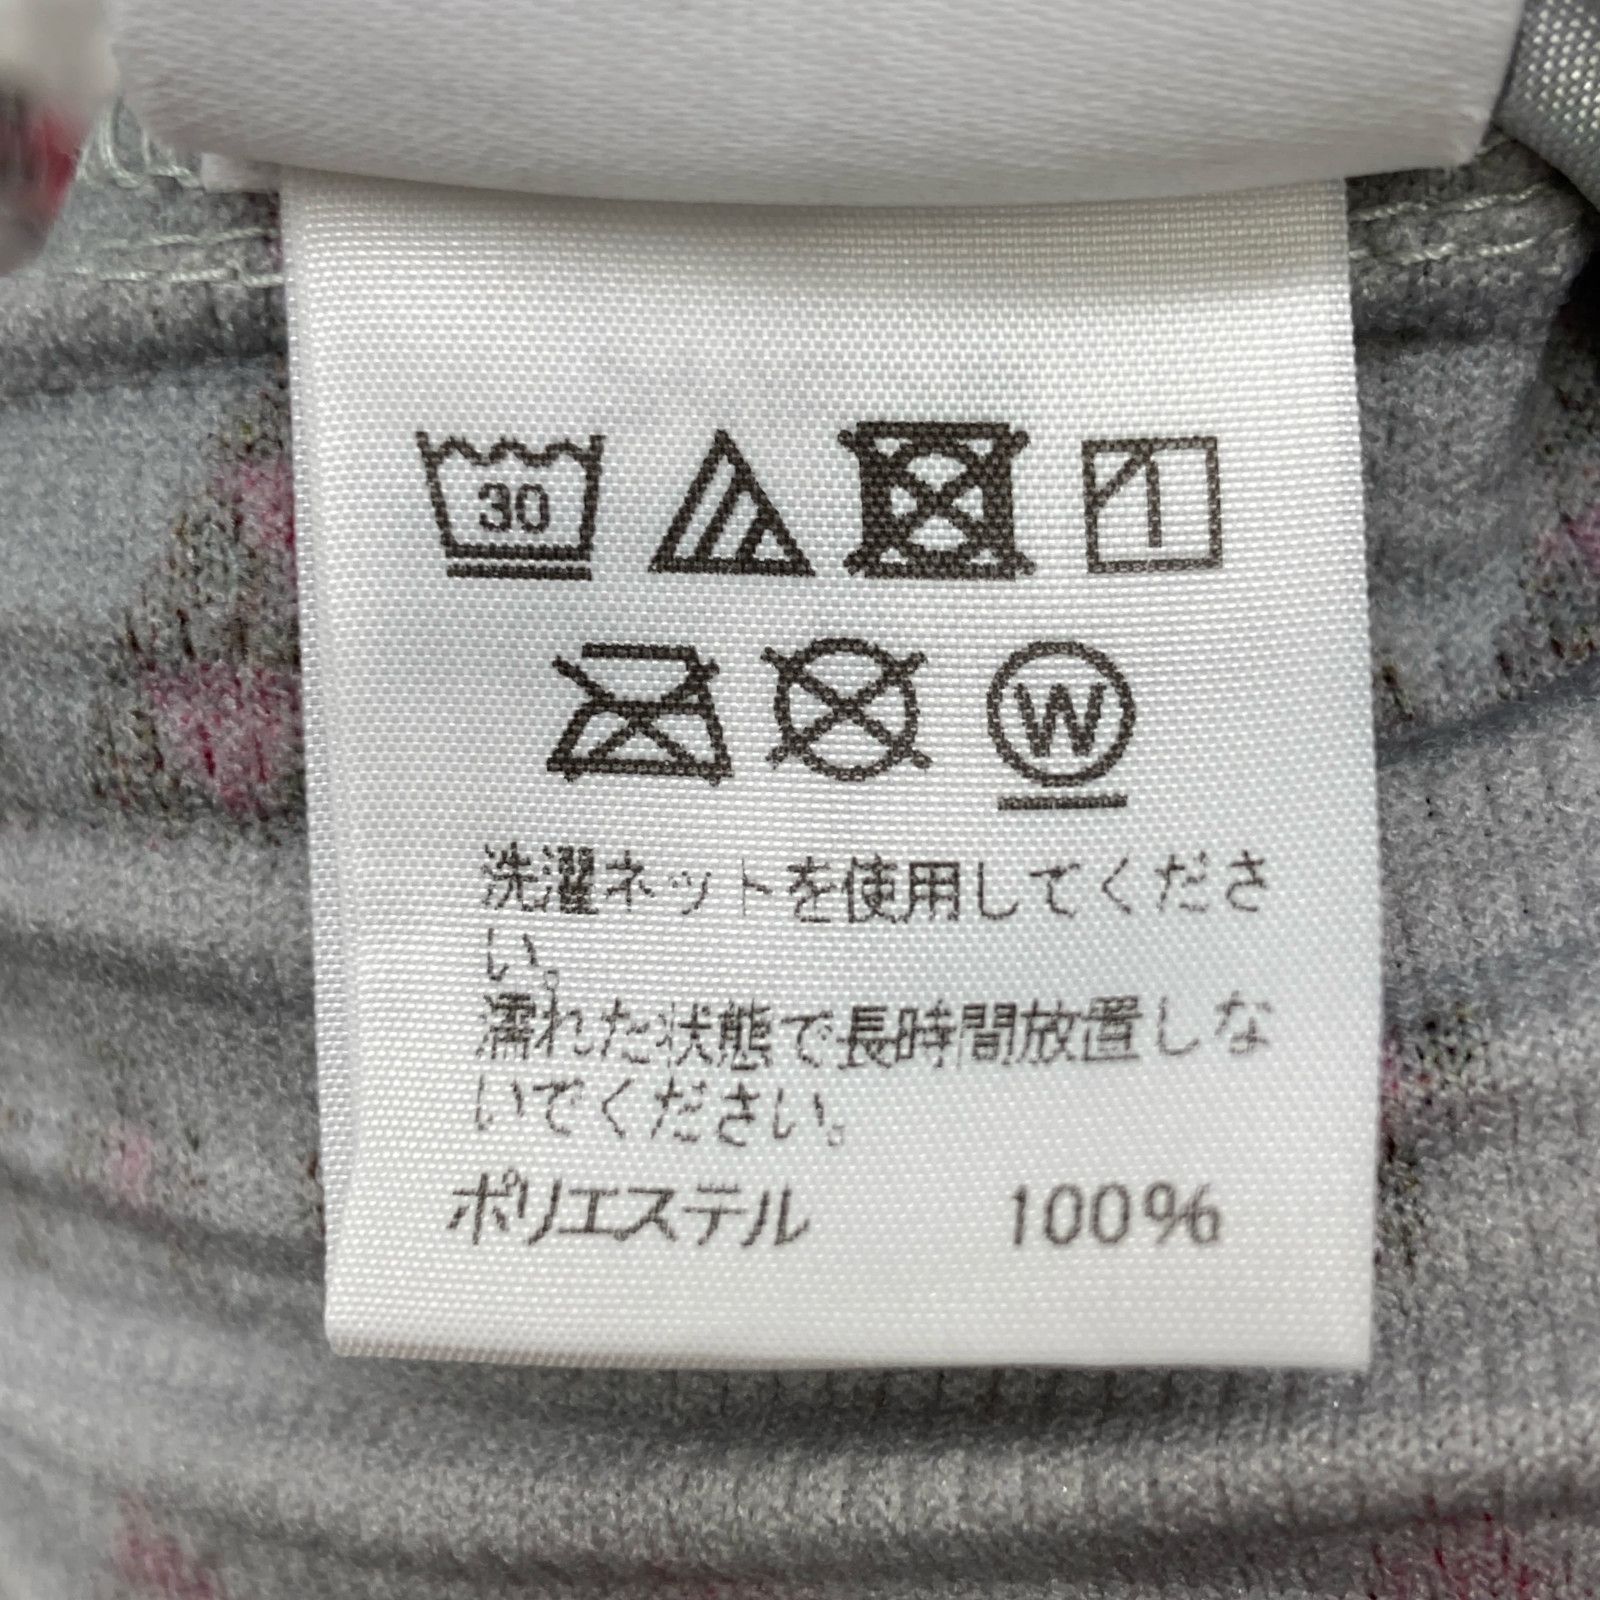 30
W
洗濯ネットを使用してくださ
い。
濡れた状態で長時間放置しな
いでください。
ポリエステル 100%